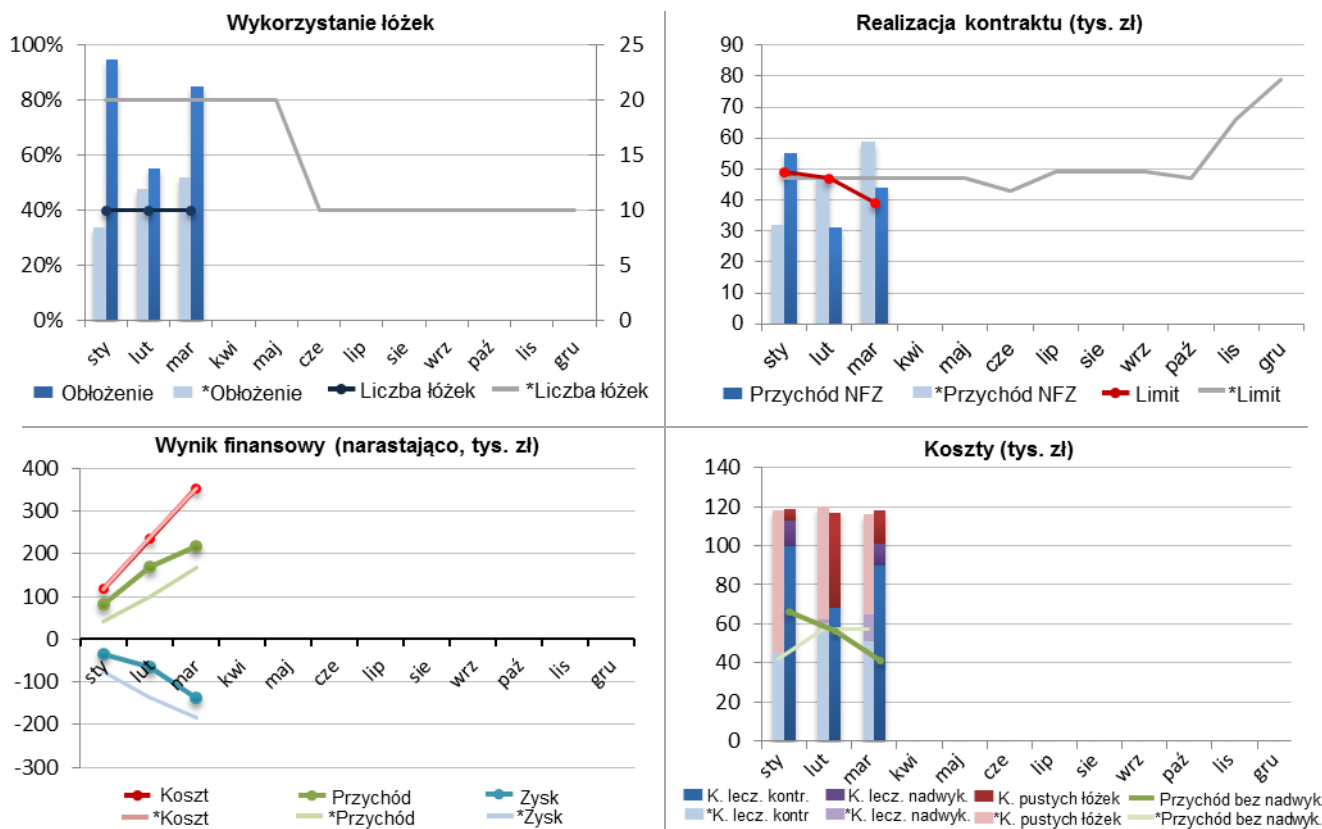 Wykorzystanie łóżek
100%
80%
60%
40%
20%
0%
25
20
15
10
5
0
sty lut mar kwi maj cze lip sie wrz paź lis gru
Obłożenie *Obłożenie Liczba łóżek *Liczba łóżek
Realizacja kontraktu (tys. zł)
90
80
70
60
50
40
30
20
10
0
sty lut mar kwi maj cze lip sie wrz paź lis gru
Przychód NFZ *Przychód NFZ Limit *Limit
Wynik finansowy (narastająco, tys. zł)
400
300
200
100
0
-100
-200
-300
sty lut mar kwi maj cze lip sie wrz paź lis gru
Koszt Przychód Zysk
*Koszt *Przychód *Zysk
Koszty (tys. zł)
140
120
100
80
60
40
20
0
sty lut mar kwi maj cze lip sie wrz paź lis gru
K. lecz. kontr. K. lecz. nadwyk. K. pustych łóżek Przychód bez nadwyk.
*K. lecz. kontr *K. lecz. nadwyk. *K. pustych łóżek *Przychód bez nadwyk.